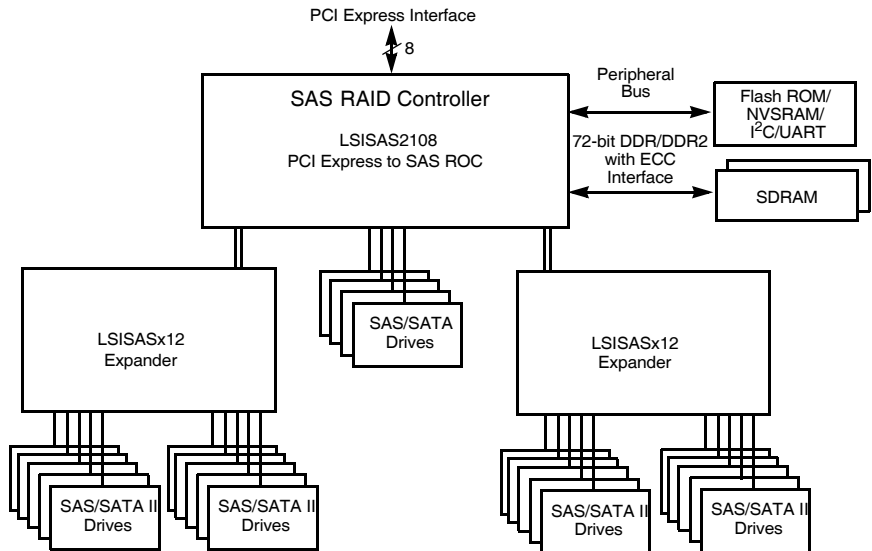 PCI Express Interface
8
SAS RAID Controller
LSISAS2108
PCI Express to SAS ROC
Peripheral
Bus
Flash ROM/
NVSRAM/
I²C/UART
72-bit DDR/DDR2
with ECC
Interface
SDRAM
LSISASx12
Expander
SAS/SATA
Drives
LSISASx12
Expander
SAS/SATA II
Drives
SAS/SATA II
Drives
SAS/SATA II
Drives
SAS/SATA II
Drives